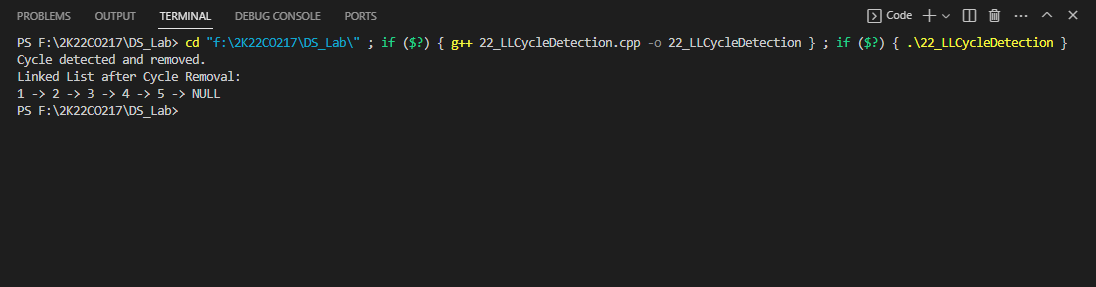 PROBLEMS OUTPUT TERMINAL DEBUG CONSOLE PORTS Code
PS F:\2K22CO217\DS_Lab> cd "f:\2K22CO217\DS_Lab\" ; if ($?) { g++ 22_LLCycleDetection.cpp -o 22_LLCycleDetection } ; if ($?) { .\22_LLCycleDetection }
Cycle detected and removed.
Linked List after Cycle Removal:
1 -> 2 -> 3 -> 4 -> 5 -> NULL
PS F:\2K22CO217\DS_Lab>